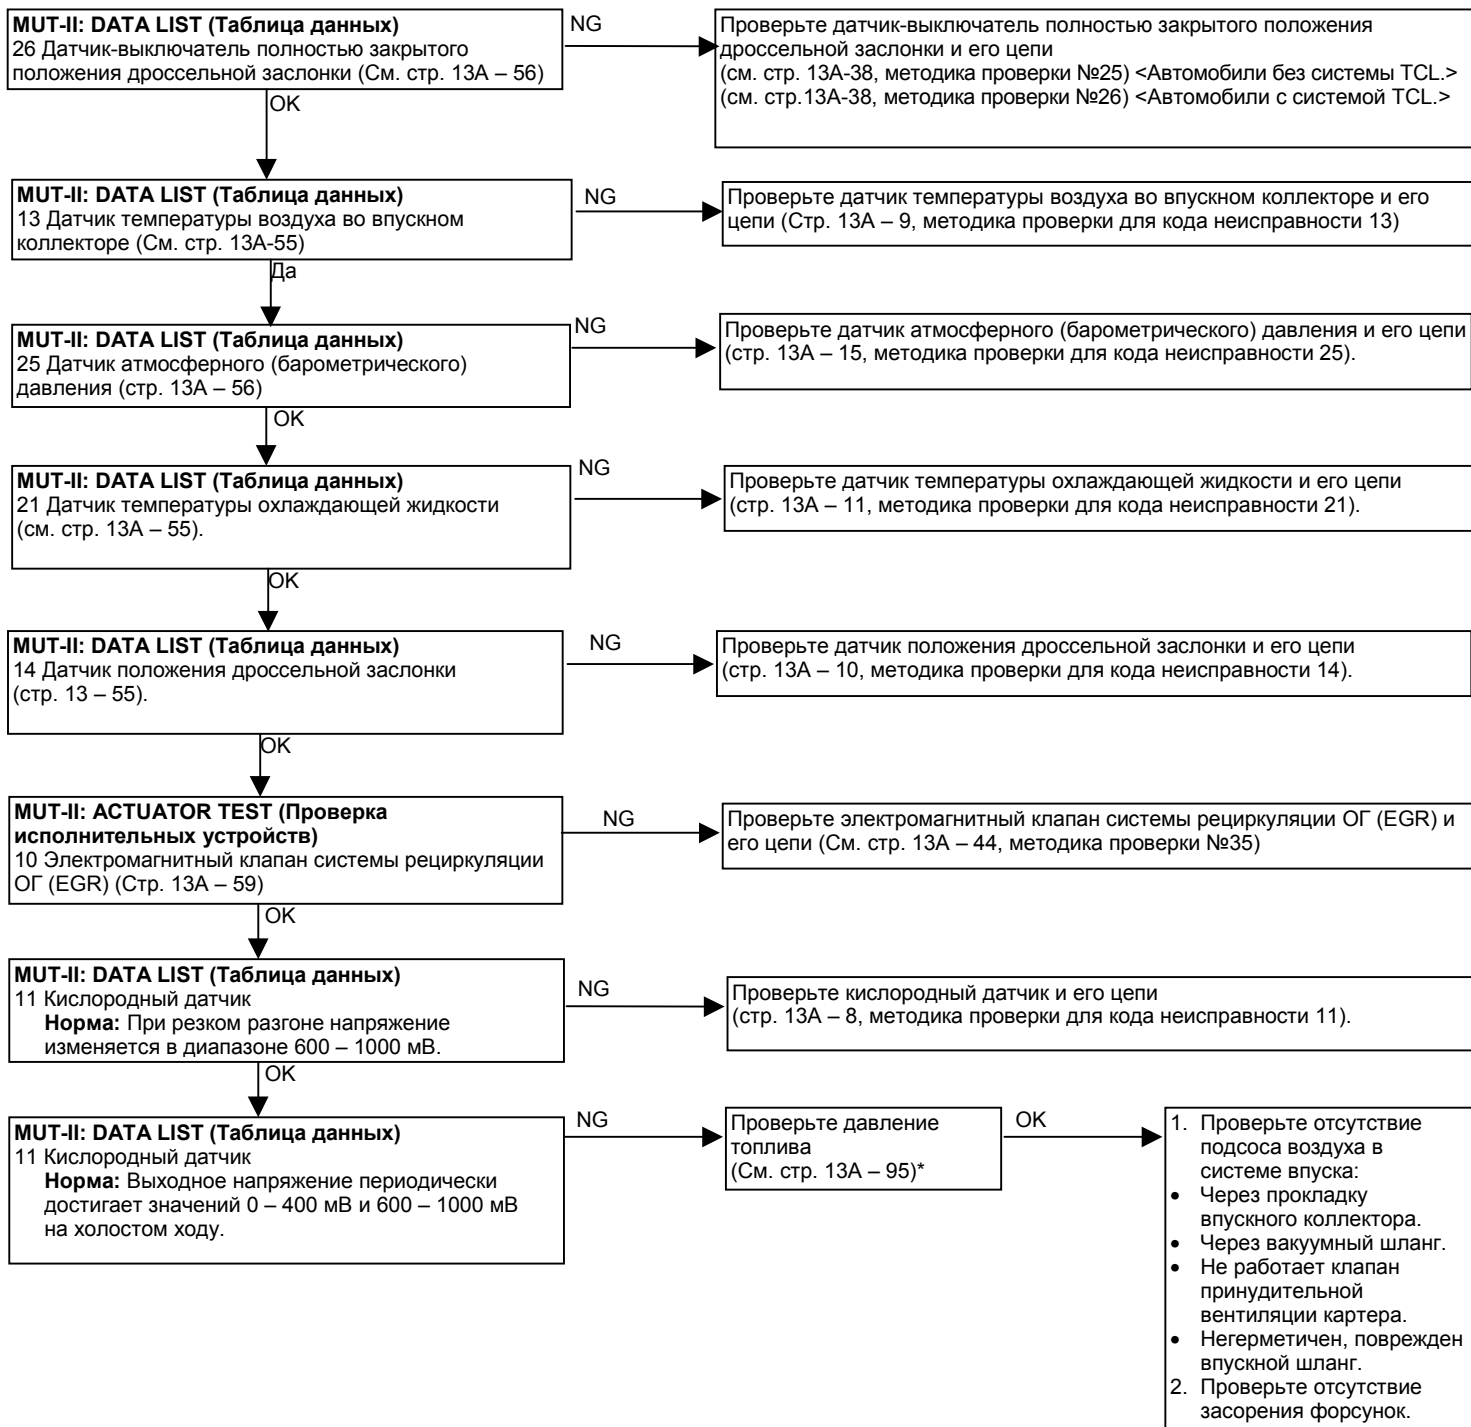 MUT-II: DATA LIST (Таблица данных)
26 Датчик-выключатель полностью закрытого
положения дроссельной заслонки (См. стр. 13А – 56)
NG
Проверьте датчик-выключатель полностью закрытого положения
дроссельной заслонки и его цепи
(см. стр. 13А-38, методика проверки №25) <Автомобили без системы TCL.>
(см. стр.13А-38, методика проверки №26) <Автомобили с системой TCL.>
OK
MUT-II: DATA LIST (Таблица данных)
13 Датчик температуры воздуха во впускном
коллекторе (См. стр. 13А-55)
NG
Проверьте датчик температуры воздуха во впускном коллекторе и его
цепи (Стр. 13А – 9, методика проверки для кода неисправности 13)
Да
MUT-II: DATA LIST (Таблица данных)
25 Датчик атмосферного (барометрического)
давления (стр. 13А – 56)
NG
Проверьте датчик атмосферного (барометрического) давления и его цепи
(стр. 13А – 15, методика проверки для кода неисправности 25).
OK
MUT-II: DATA LIST (Таблица данных)
21 Датчик температуры охлаждающей жидкости
(см. стр. 13А – 55).
NG
Проверьте датчик температуры охлаждающей жидкости и его цепи
(стр. 13А – 11, методика проверки для кода неисправности 21).
OK
MUT-II: DATA LIST (Таблица данных)
14 Датчик положения дроссельной заслонки
(стр. 13 – 55).
NG
Проверьте датчик положения дроссельной заслонки и его цепи
(стр. 13А – 10, методика проверки для кода неисправности 14).
OK
MUT-II: ACTUATOR TEST (Проверка
исполнительных устройств)
10 Электромагнитный клапан системы рециркуляции
ОГ (EGR) (Стр. 13А – 59)
NG
Проверьте электромагнитный клапан системы рециркуляции ОГ (EGR) и
его цепи (См. стр. 13А – 44, методика проверки №35)
OK
MUT-II: DATA LIST (Таблица данных)
11 Кислородный датчик
Норма: При резком разгоне напряжение
изменяется в диапазоне 600 – 1000 мВ.
NG
Проверьте кислородный датчик и его цепи
(стр. 13А – 8, методика проверки для кода неисправности 11).
OK
MUT-II: DATA LIST (Таблица данных)
11 Кислородный датчик
Норма: Выходное напряжение периодически
достигает значений 0 – 400 мВ и 600 – 1000 мВ
на холостом ходу.
NG
Проверьте давление
топлива
(См. стр. 13А – 95)*
OK
1. Проверьте отсутствие
подсоса воздуха в
системе впуска:
• Через прокладку
впускного коллектора.
• Через вакуумный шланг.
• Не работает клапан
принудительной
вентиляции картера.
• Негерметичен, поврежден
впускной шланг.
2. Проверьте отсутствие
засорения форсунок.